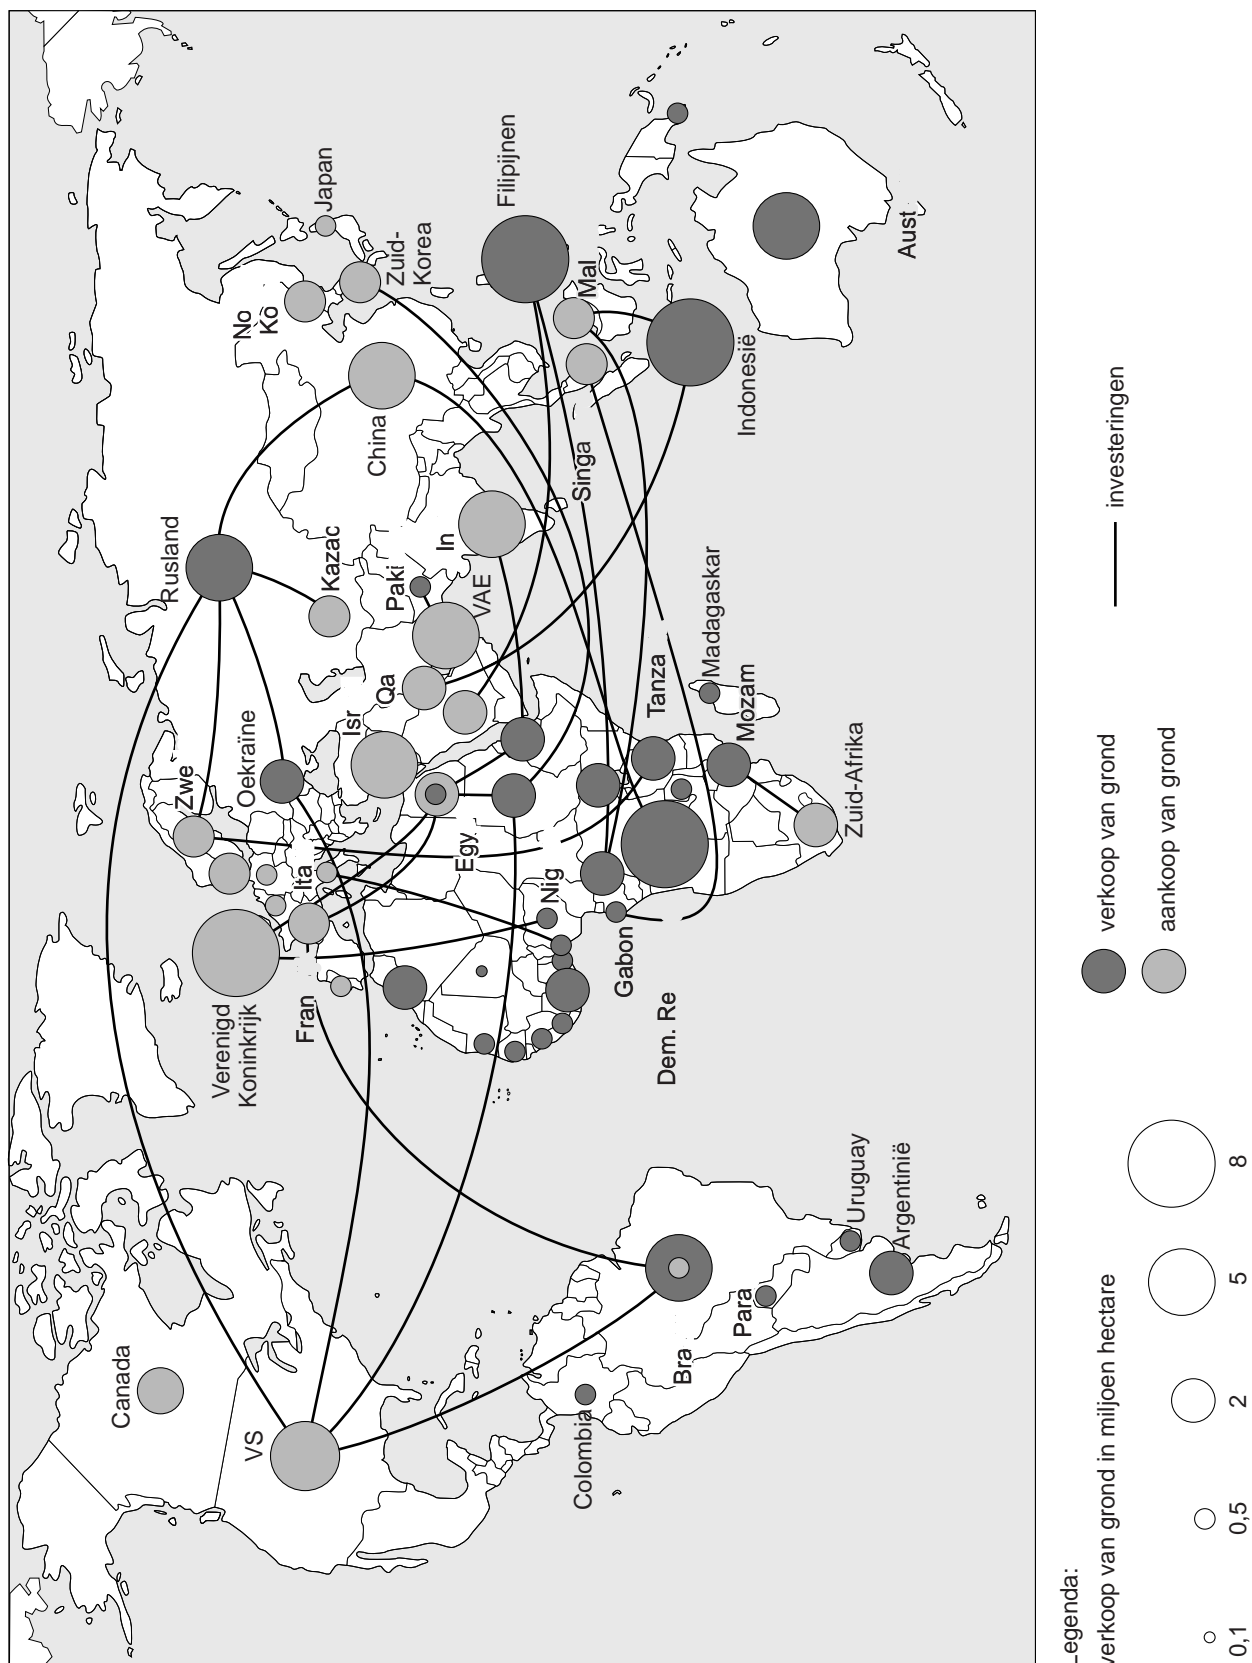 Canada
VS
Colombia
Bra
Para
Uruguay
Argentinië
Verenigd
Koninkrijk
Fran
Ita
Zwe
Oekraïne
Rusland
Kazac
Isr
Qa
Paki
VAE
In
China
No
Ko
Japan
Zuid-
Korea
Filipijnen
Mal
Singa
Indonesië
Aust
Egy
Nig
Gabon
Dem. Re
Tanza
Madagaskar
Mozam
Zuid-Afrika
Legenda:
verkoop van grond in miljoen hectare
0,1
0,5
2
5
8
verkoop van grond
aankoop van grond
investeringen